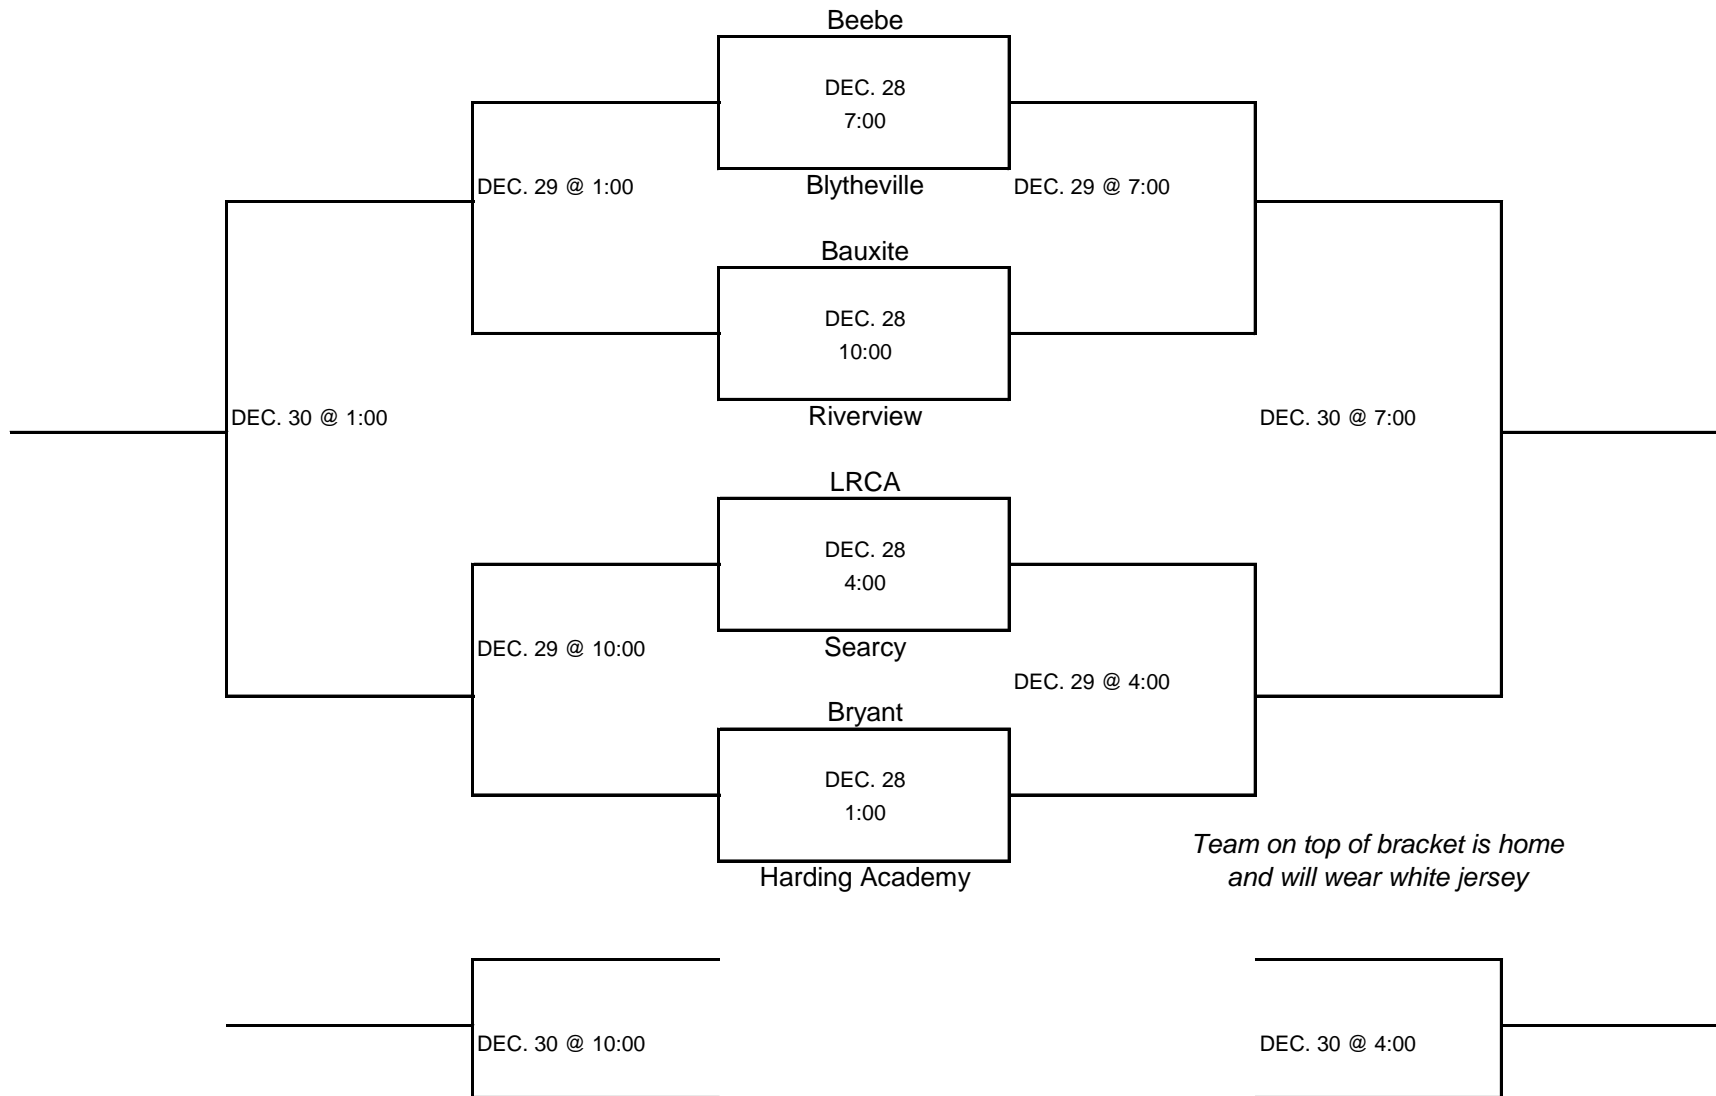 Beebe
DEC. 28
7:00
DEC. 29 @ 1:00
Blytheville
DEC. 29 @ 7:00
Bauxite
DEC. 28
10:00
DEC. 30 @ 1:00
Riverview
DEC. 30 @ 7:00
LRCA
DEC. 28
4:00
DEC. 29 @ 10:00
Searcy
DEC. 29 @ 4:00
Bryant
DEC. 28
1:00
Harding Academy
Team on top of bracket is home
and will wear white jersey
DEC. 30 @ 10:00
DEC. 30 @ 4:00